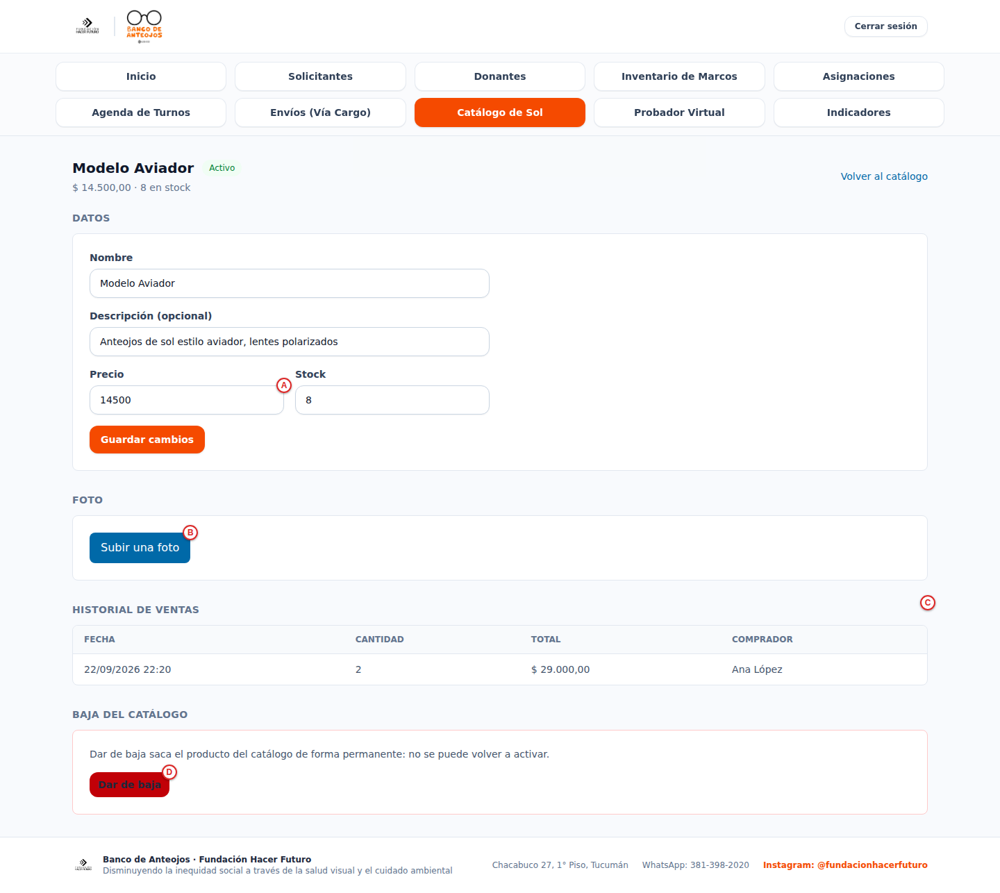 FUNDACIÓN
HACER FUTURO
BANCO DE
ANTEOJOS
Cerrar sesión
Inicio
Solicitantes
Donantes
Inventario de Marcos
Asignaciones
Agenda de Turnos
Envíos (Vía Cargo)
Catálogo de Sol
Probador Virtual
Indicadores
Modelo Aviador
Activo
$ 14.500,00 · 8 en stock
Volver al catálogo
DATOS
Nombre
Modelo Aviador
Descripción (opcional)
Anteojos de sol estilo aviador, lentes polarizados
Precio
A
Stock
14500
8
Guardar cambios
FOTO
B
Subir una foto
C
HISTORIAL DE VENTAS
FECHA CANTIDAD TOTAL COMPRADOR
22/09/2026 22:20 2 $ 29.000,00 Ana López
BAJA DEL CATÁLOGO
Dar de baja saca el producto del catálogo de forma permanente: no se puede volver a activar.
D
Dar de baja
Banco de Anteojos · Fundación Hacer Futuro
Disminuyendo la inequidad social a través de la salud visual y el cuidado ambiental
Chacabuco 27, 1° Piso, Tucumán
WhatsApp: 381-398-2020
Instagram: @fundacionhacerfuturo